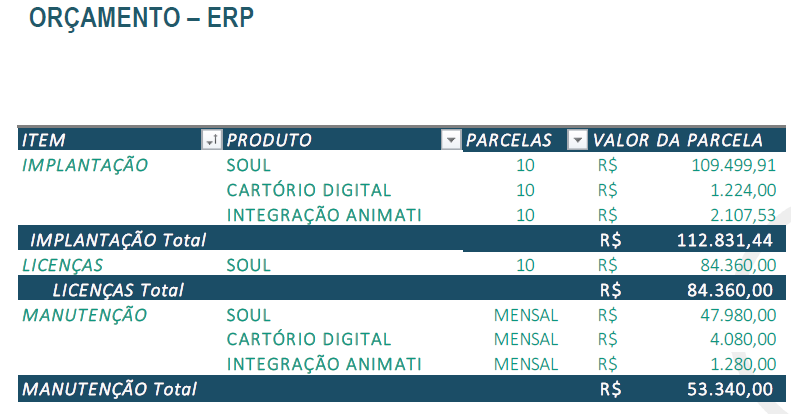 ORÇAMENTO – ERP
ITEM PRODUTO PARCELAS VALOR DA PARCELA
IMPLANTAÇÃO SOUL 10 R$ 109.499,91
CARTÓRIO DIGITAL 10 R$ 1.224,00
INTEGRAÇÃO ANIMATI 10 R$ 2.107,53
IMPLANTAÇÃO Total R$ 112.831,44
LICENÇAS SOUL 10 R$ 84.360,00
LICENÇAS Total R$ 84.360,00
MANUTENÇÃO SOUL MENSAL R$ 47.980,00
CARTÓRIO DIGITAL MENSAL R$ 4.080,00
INTEGRAÇÃO ANIMATI MENSAL R$ 1.280,00
MANUTENÇÃO Total R$ 53.340,00